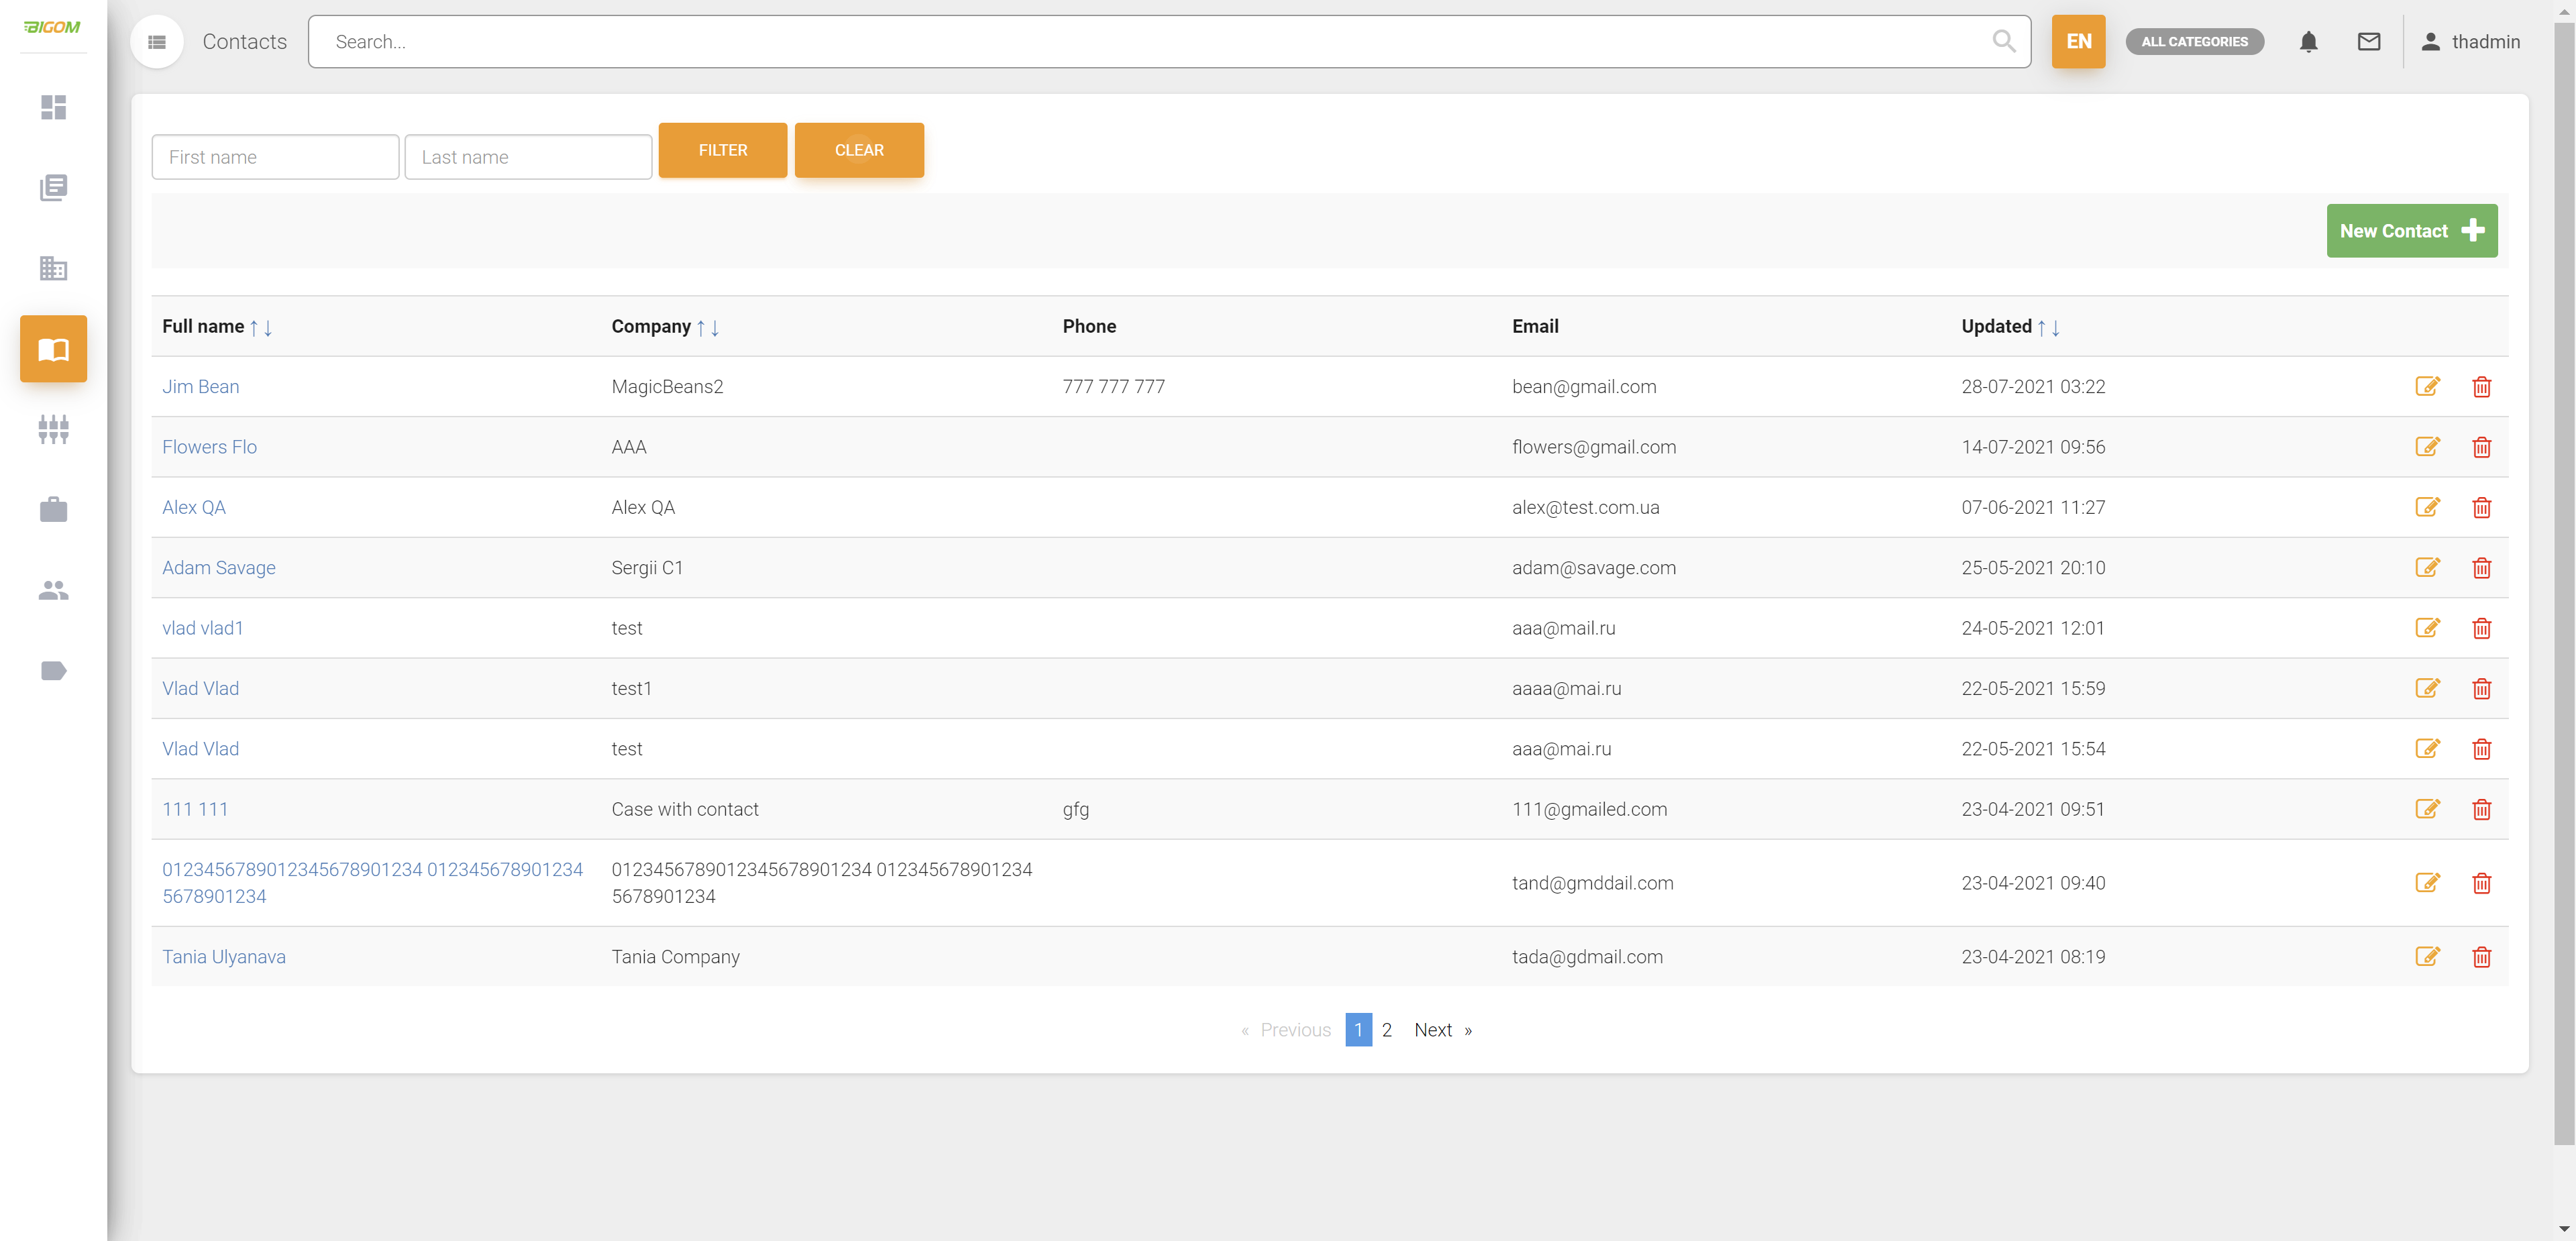 BIGOM
Contacts
Search...
EN
ALL CATEGORIES
thadmin
First name
Last name
FILTER
CLEAR
New Contact
Full name ↑↓ Company ↑↓ Phone Email Updated ↑↓
Jim Bean MagicBeans2 777 777 777 bean@gmail.com 28-07-2021 03:22
Flowers Flo AAA flowers@gmail.com 14-07-2021 09:56
Alex QA Alex QA alex@test.com.ua 07-06-2021 11:27
Adam Savage Sergii C1 adam@savage.com 25-05-2021 20:10
vlad vlad1 test aaa@mail.ru 24-05-2021 12:01
Vlad Vlad test1 aaaa@mai.ru 22-05-2021 15:59
Vlad Vlad test aaa@mai.ru 22-05-2021 15:54
111 111 Case with contact gfg 111@gmailed.com 23-04-2021 09:51
0123456789012345678901234 012345678901234 0123456789012345678901234 012345678901234 tand@gmddail.com 23-04-2021 09:40
5678901234 5678901234
Tania Ulyanava Tania Company tada@gdmail.com 23-04-2021 08:19
« Previous 1 2 Next »